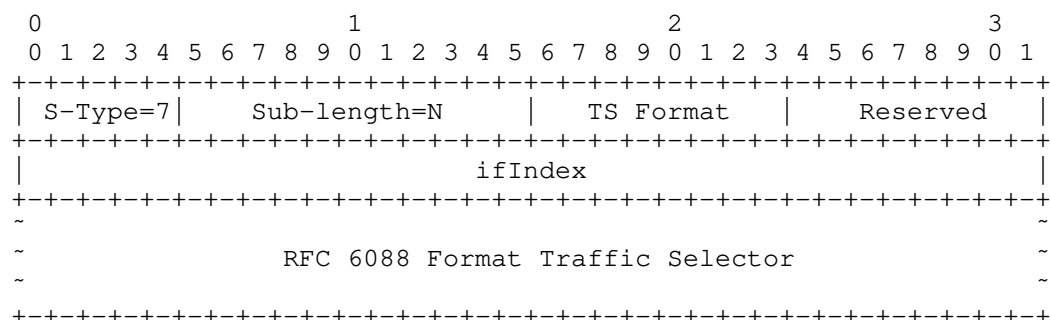 0                   1                   2                   3
 0 1 2 3 4 5 6 7 8 9 0 1 2 3 4 5 6 7 8 9 0 1 2 3 4 5 6 7 8 9 0 1
+-+-+-+-+-+-+-+-+-+-+-+-+-+-+-+-+-+-+-+-+-+-+-+-+-+-+-+-+-+-+-+-+
| S-Type=7|    Sub-length=N     |   TS Format   |    Reserved   |
+-+-+-+-+-+-+-+-+-+-+-+-+-+-+-+-+-+-+-+-+-+-+-+-+-+-+-+-+-+-+-+-+
|                            ifIndex                            |
+-+-+-+-+-+-+-+-+-+-+-+-+-+-+-+-+-+-+-+-+-+-+-+-+-+-+-+-+-+-+-+-+
~                                                               ~
~                RFC 6088 Format Traffic Selector               ~
~                                                               ~
+-+-+-+-+-+-+-+-+-+-+-+-+-+-+-+-+-+-+-+-+-+-+-+-+-+-+-+-+-+-+-+-+